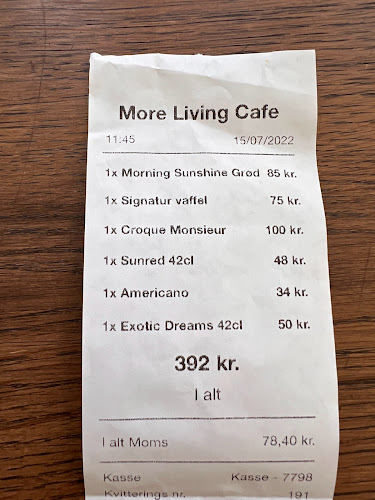 More Living Cafe
11:45 15/07/2022
1x Morning Sunshine Grød 85 kr.
1x Signatur vaffel 75 kr.
1x Croque Monsieur 100 kr.
1x Sunred 42cl 48 kr.
1x Americano 34 kr.
1x Exotic Dreams 42cl 50 kr.
392 kr.
I alt
I alt Moms 78,40 kr.
Kasse Kasse - 7798
Kvitterings nr. 191